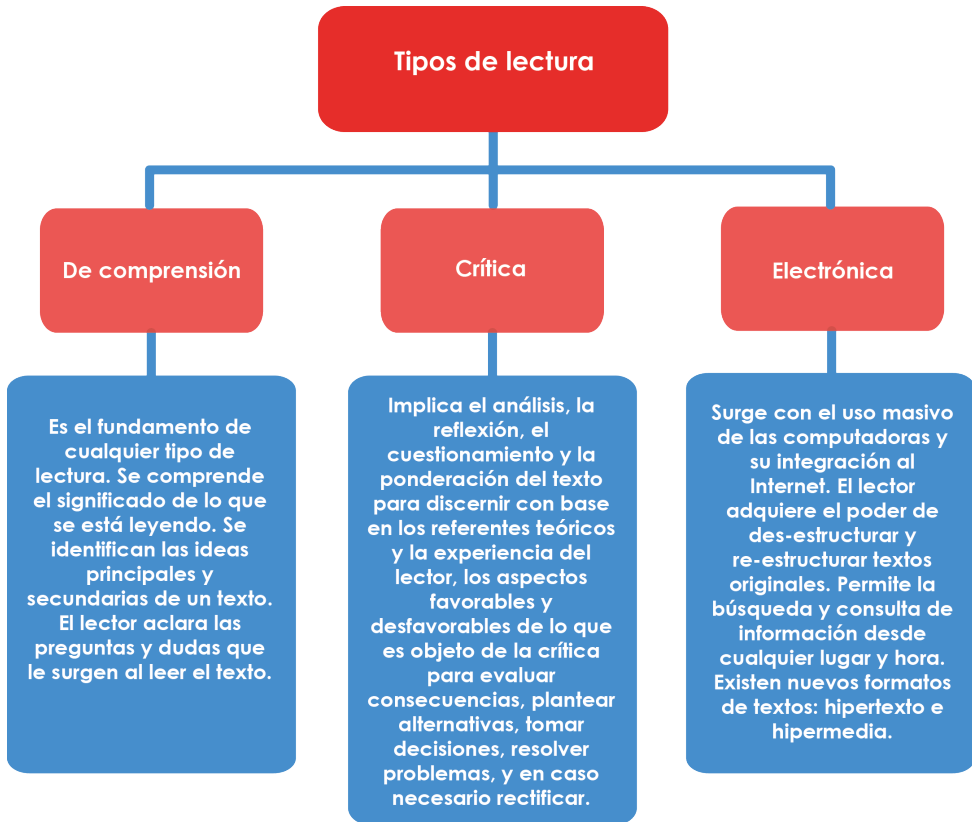 Tipos de lectura
De comprensión
Es el fundamento de
cualquier tipo de
lectura. Se comprende
el significado de lo que
se está leyendo. Se
identifican las ideas
principales y
secundarias de un texto.
El lector aclara las
preguntas y dudas que
le surgen al leer el texto.
Crítica
Implica el análisis, la
reflexión, el
cuestionamiento y la
ponderación del texto
para discernir con base
en los referentes teóricos
y la experiencia del
lector, los aspectos
favorables y
desfavorables de lo que
es objeto de la crítica
para evaluar
consecuencias, plantear
alternativas, tomar
decisiones, resolver
problemas, y en caso
necesario rectificar.
Electrónica
Surge con el uso masivo
de las computadoras y
su integración al
Internet. El lector
adquiere el poder de
des-estructurar y
re-estructurar textos
originales. Permite la
búsqueda y consulta de
información desde
cualquier lugar y hora.
Existen nuevos formatos
de textos: hipertexto e
hipermedia.